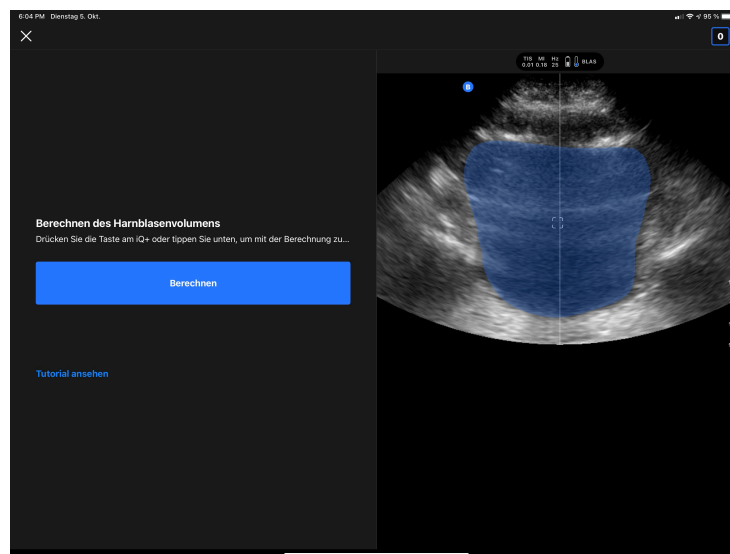 6:04 PM Dienstag 5. Okt.
95 %
0
TIS MI Hz
0.01 0.18 25
BLAS
B
Berechnen des Harnblasenvolumens
Drücken Sie die Taste am iQ+ oder tippen Sie unten, um mit der Berechnung zu...
Berechnen
Tutorial ansehen